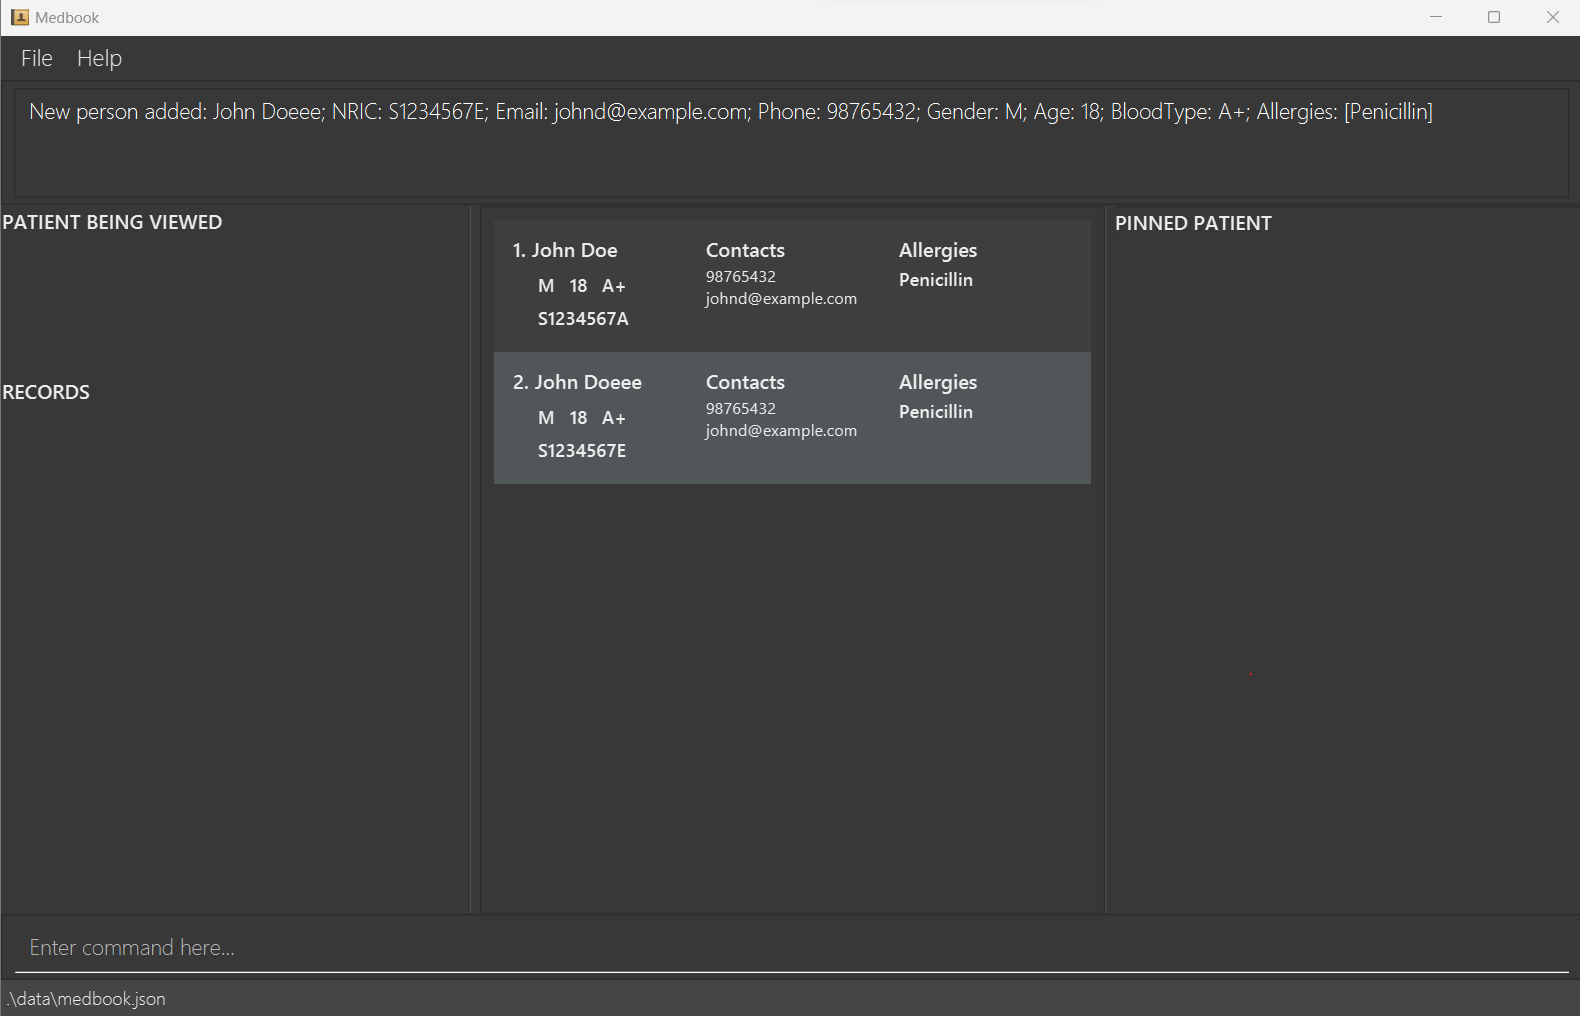 Medbook
File Help
New person added: John Doeee; NRIC: S1234567E; Email: johnd@example.com; Phone: 98765432; Gender: M; Age: 18; BloodType: A+; Allergies: [Penicillin]
PATIENT BEING VIEWED
RECORDS
1. John Doe
M 18 A+
S1234567A
Contacts
98765432
johnd@example.com
Allergies
Penicillin
2. John Doeee
M 18 A+
S1234567E
Contacts
98765432
johnd@example.com
Allergies
Penicillin
PINNED PATIENT
Enter command here...
.\data\medbook.json